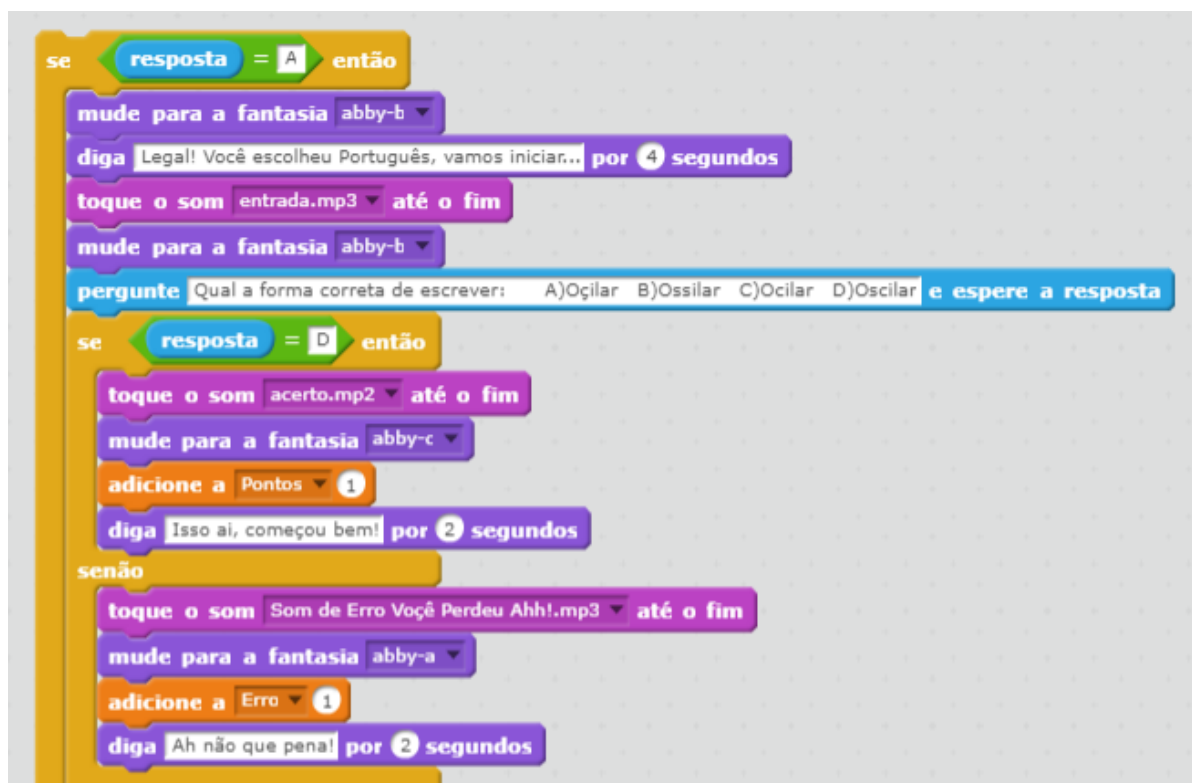 se resposta = A então
mude para a fantasia abby-b
diga Legal! Você escolheu Português, vamos iniciar... por 4 segundos
toque o som entrada.mp3 até o fim
mude para a fantasia abby-b
pergunte Qual a forma correta de escrever: A)Oçilar B)Ossilar C)Ocilar D)Oscilar e espere a resposta
se resposta = D então
toque o som acerto.mp2 até o fim
mude para a fantasia abby-c
adicione a Pontos 1
diga Isso ai, começou bem! por 2 segundos
senão
toque o som Som de Erro Voçê Perdeu Ahh!.mp3 até o fim
mude para a fantasia abby-a
adicione a Erro 1
diga Ah não que pena! por 2 segundos